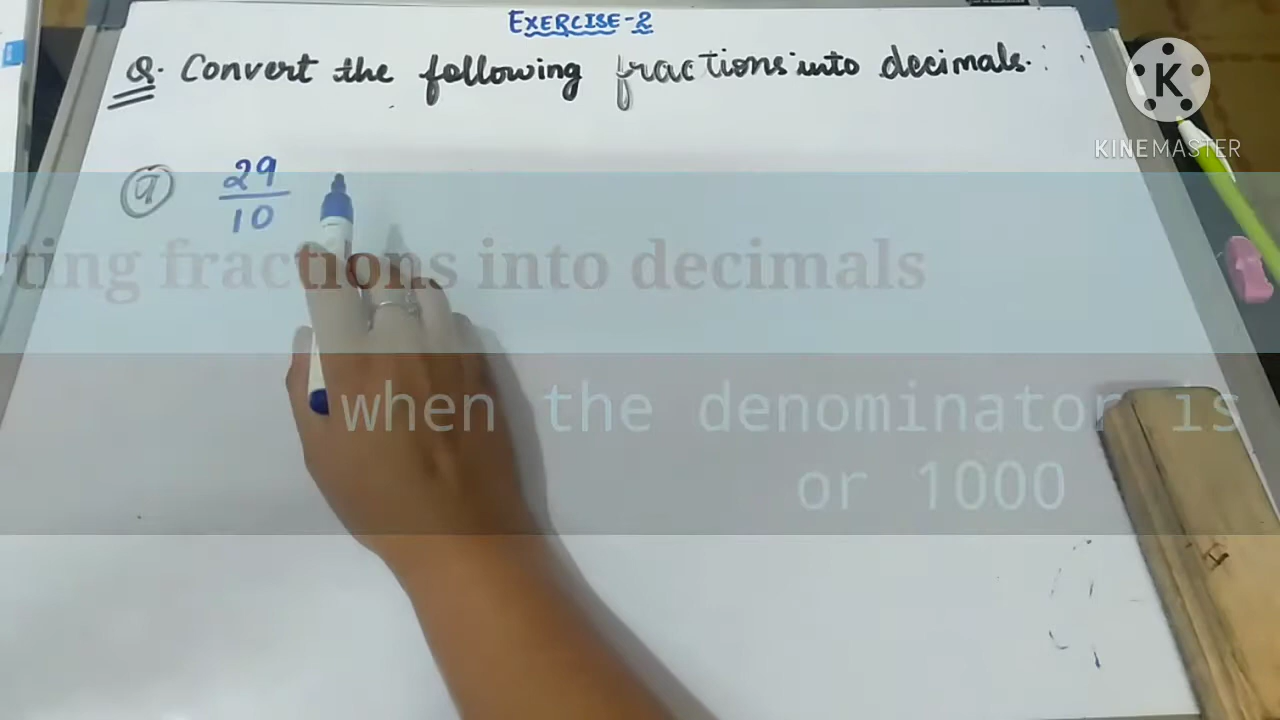 EXERCISE-2
Q. Convert the following fractions into decimals.
KINEMASTER
a 29
10
ting fractions into decimals
when the denominator is
or 1000